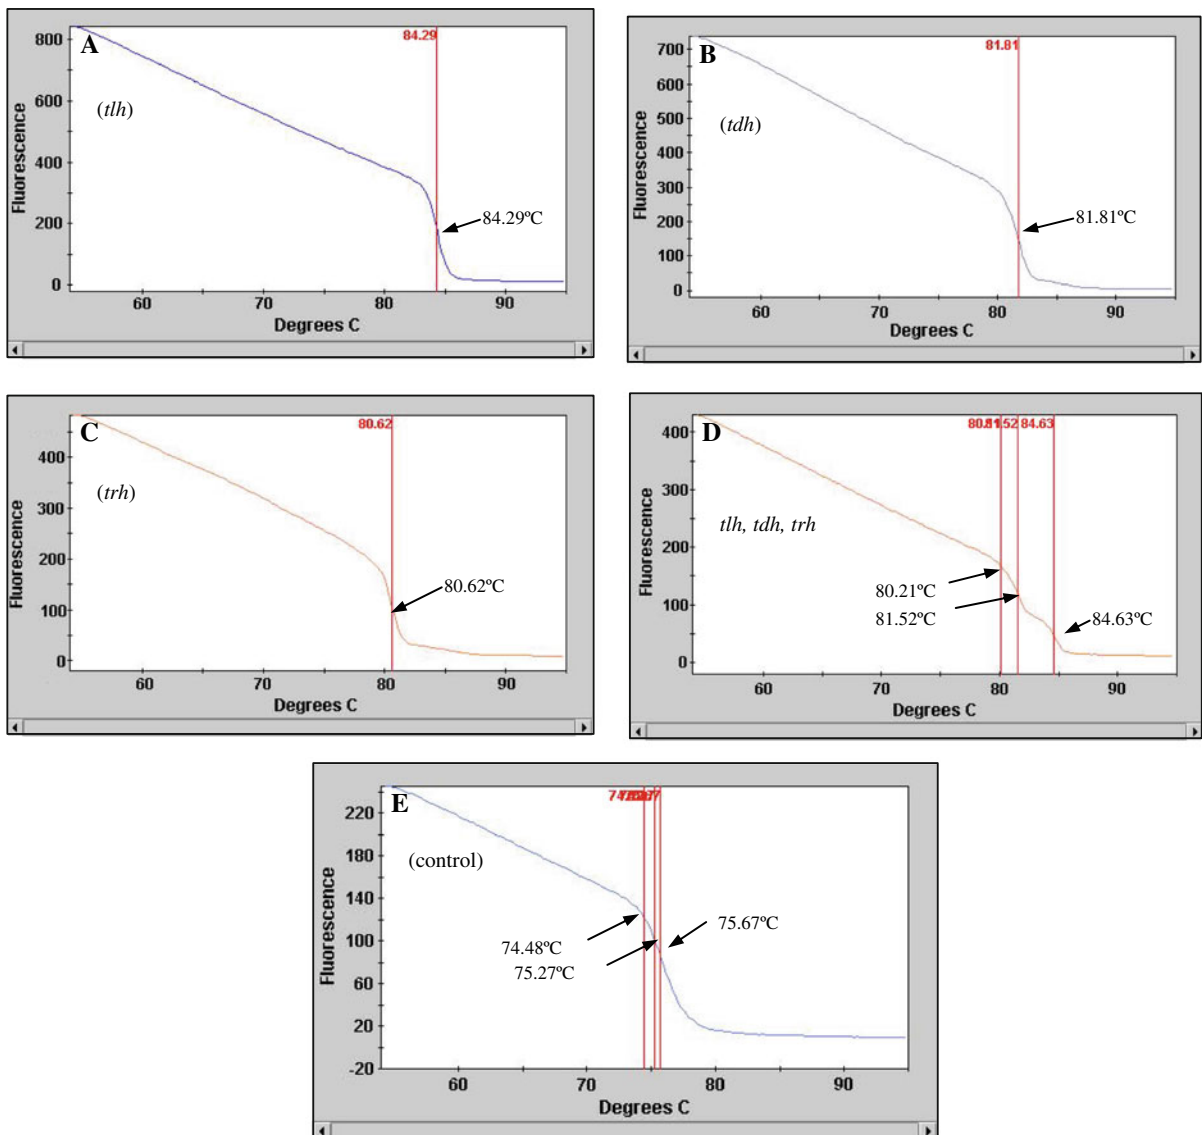 A
84.29
(tlh)
84.29ºC
Fluorescence
800
600
400
200
0
60 70 80 90
Degrees C
B
81.81
(tdh)
81.81ºC
Fluorescence
700
600
500
400
300
200
100
0
60 70 80 90
Degrees C
C
80.62
(trh)
80.62ºC
Fluorescence
400
300
200
100
0
60 70 80 90
Degrees C
D
84.63
tlh, tdh, trh
80.21ºC
81.52ºC
84.63ºC
Fluorescence
400
300
200
100
0
60 70 80 90
Degrees C
E
(control)
74.48ºC
75.27ºC
75.67ºC
Fluorescence
220
180
140
100
60
20
-20
60 70 80 90
Degrees C